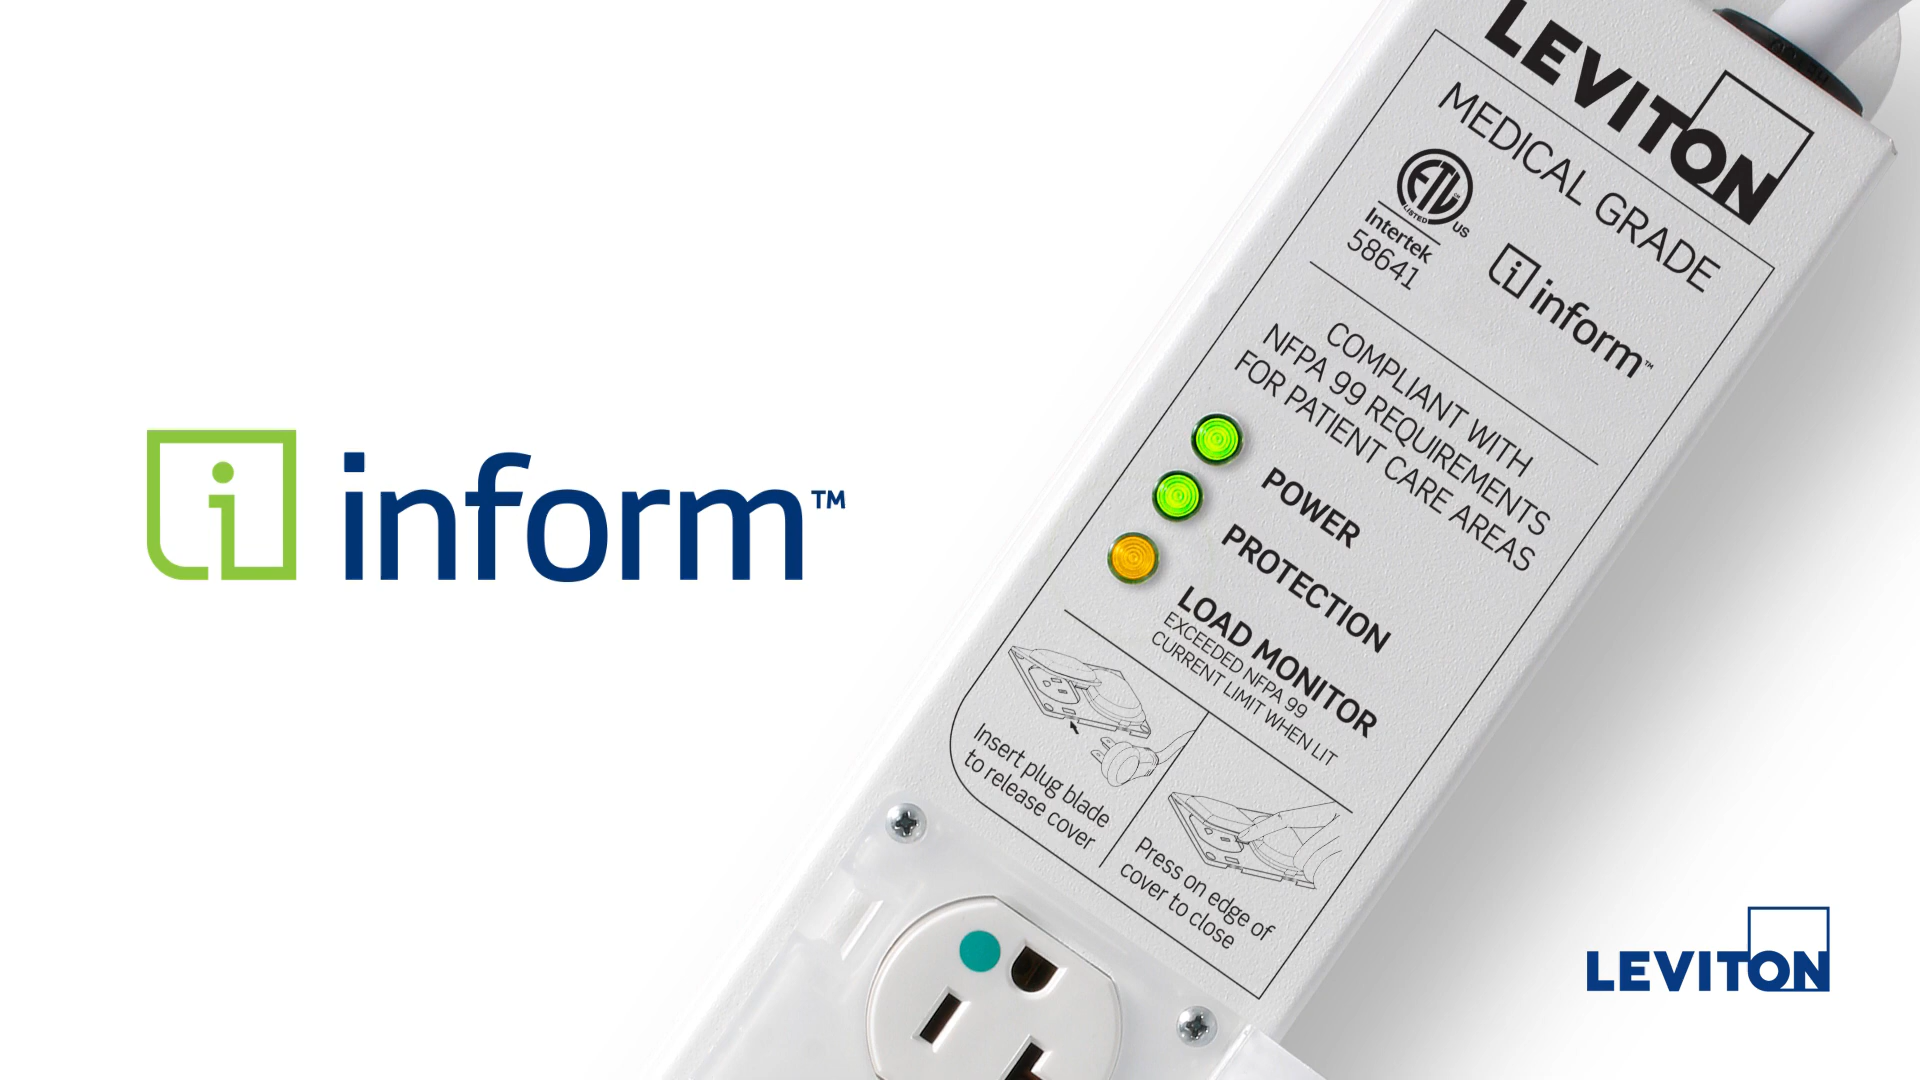 i inform™
LEVITON
MEDICAL GRADE
ETL
LISTED
CM
US
Intertek
58641
i inform™
COMPLIANT WITH
NFPA 99 REQUIREMENTS
FOR PATIENT CARE AREAS
POWER
PROTECTION
LOAD MONITOR
EXCEEDED NFPA 99
CURRENT LIMIT WHEN LIT
Insert plug blade
to release cover
Press on edge of
cover to close
LEVITON